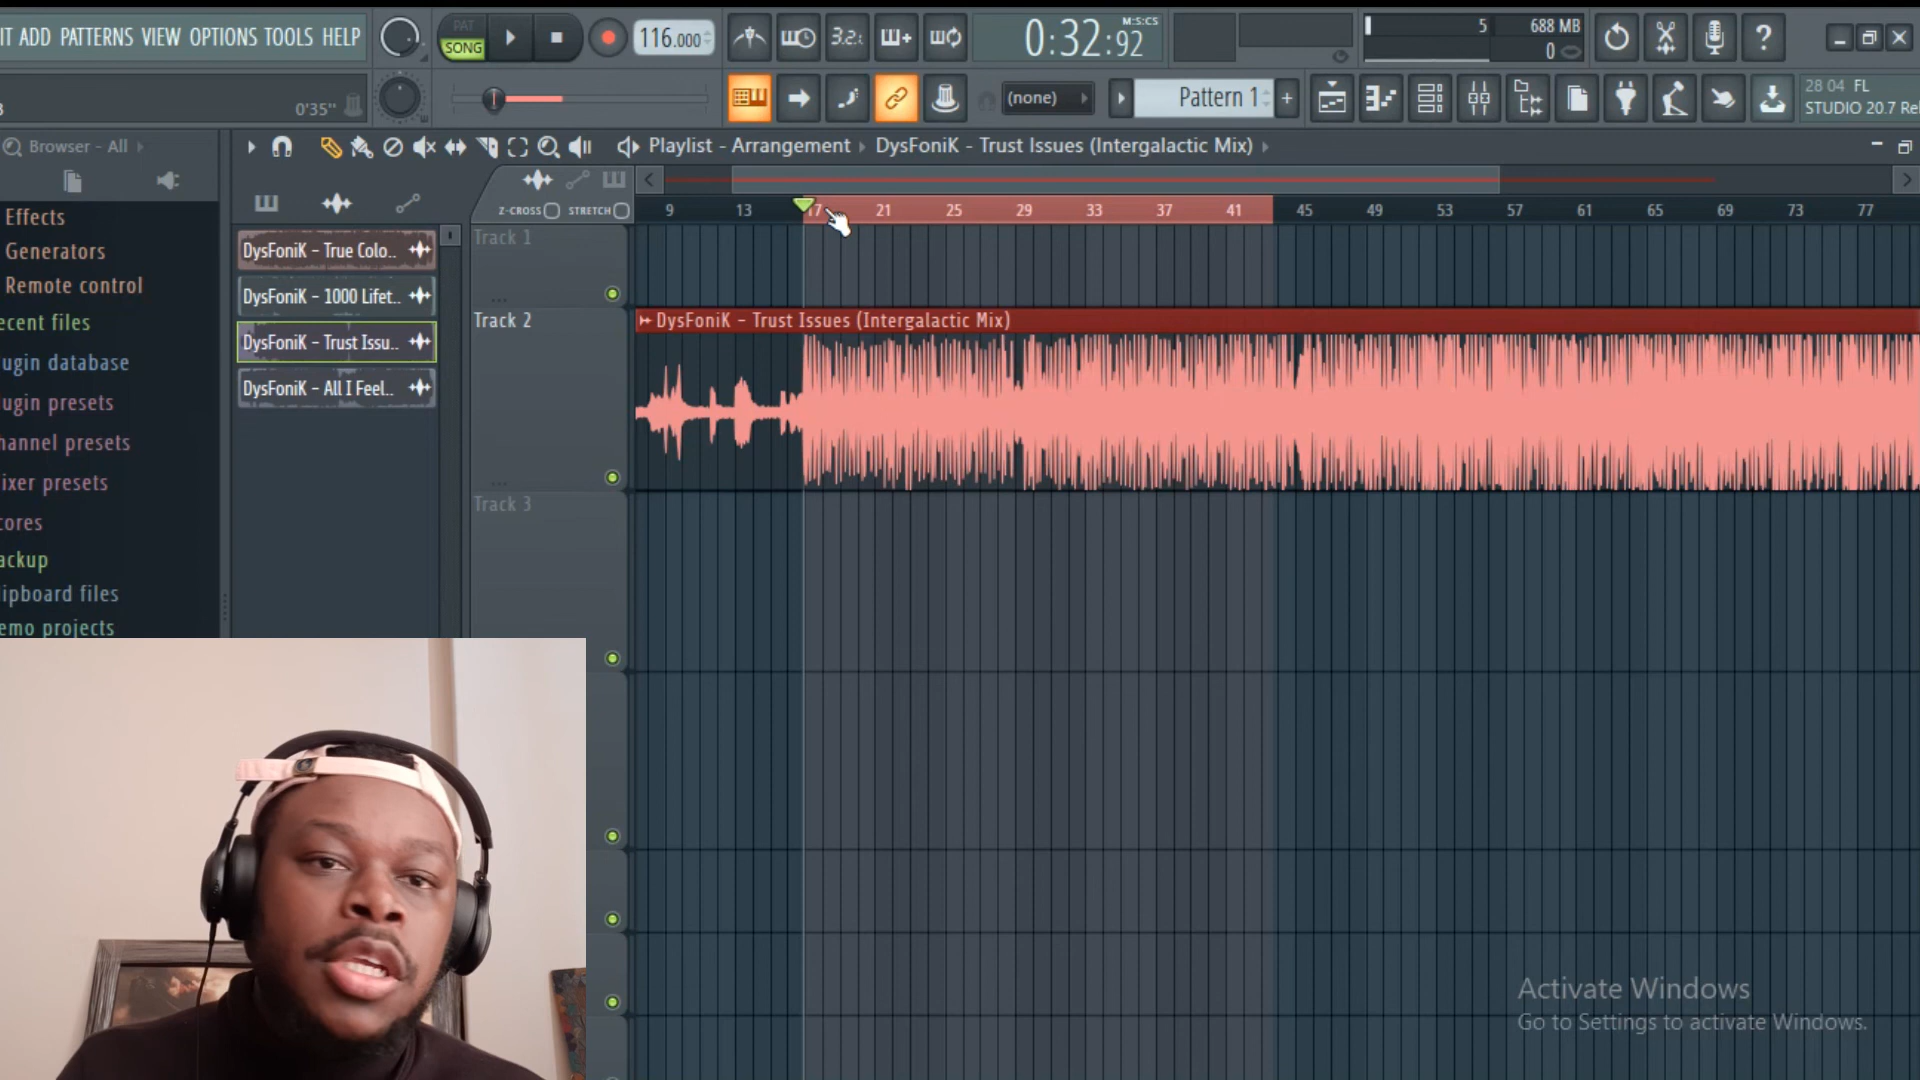 IT ADD PATTERNS VIEW OPTIONS TOOLS HELP
PAT
SONG
116.000
3.2.
0:32:92
M:S:CS
5
688 MB
0
3
0'35"
(none)
Pattern 1
28 04 FL
STUDIO 20.7 Rel
Browser - All
Playlist - Arrangement
DysFoniK - Trust Issues (Intergalactic Mix)
Z-CROSS
STRETCH
9 13 17 21 25 29 33 37 41 45 49 53 57 61 65 69 73 77
Effects
Generators
Remote control
ecent files
ugin database
ugin presets
hannel presets
ixer presets
cores
ackup
lipboard files
emo projects
DysFoniK - True Colo..
DysFoniK - 1000 Lifet..
DysFoniK - Trust Issu..
DysFoniK - All I Feel..
Track 1
Track 2
DysFoniK - Trust Issues (Intergalactic Mix)
Track 3
Activate Windows
Go to Settings to activate Windows.